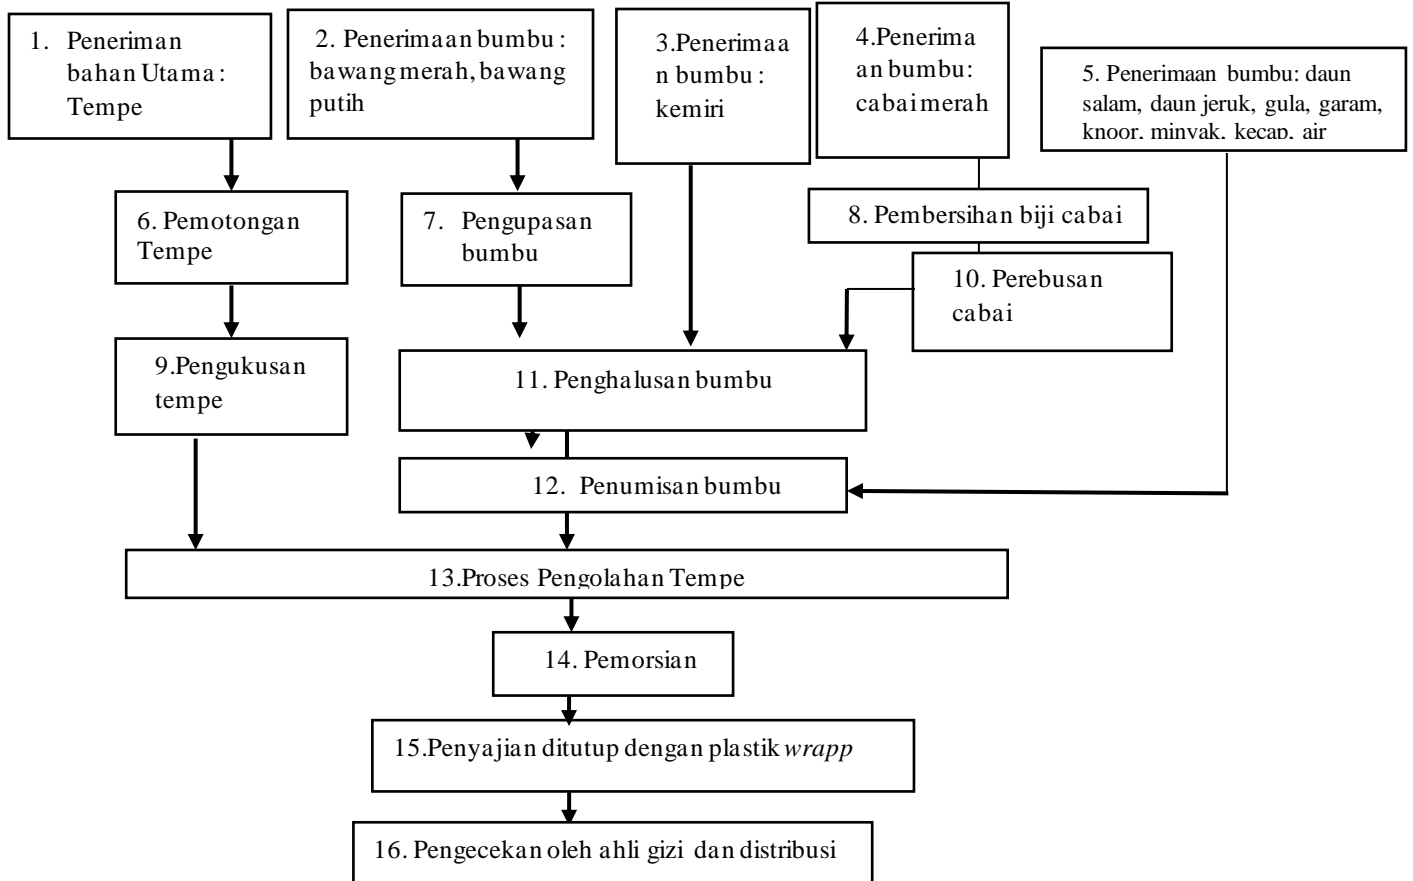 1. Peneriman
bahan Utama :
Tempe
2. Penerimaan bumbu :
bawang merah, bawang
putih
3.Penerimaa
n bumbu :
kemiri
4.Penerima
an bumbu:
cabai merah
5. Penerimaan bumbu: daun
salam, daun jeruk, gula, garam,
knoor, minyak, kecap, air
6. Pemotongan
Tempe
7. Pengupasan
bumbu
8. Pembersihan biji cabai
9.Pengukusan
tempe
10. Perebusan
cabai
11. Penghalusan bumbu
12. Penumisan bumbu
13.Proses Pengolahan Tempe
14. Pemorsian
15.Penyajian ditutup dengan plastik wrapp
16. Pengecekan oleh ahli gizi dan distribusi